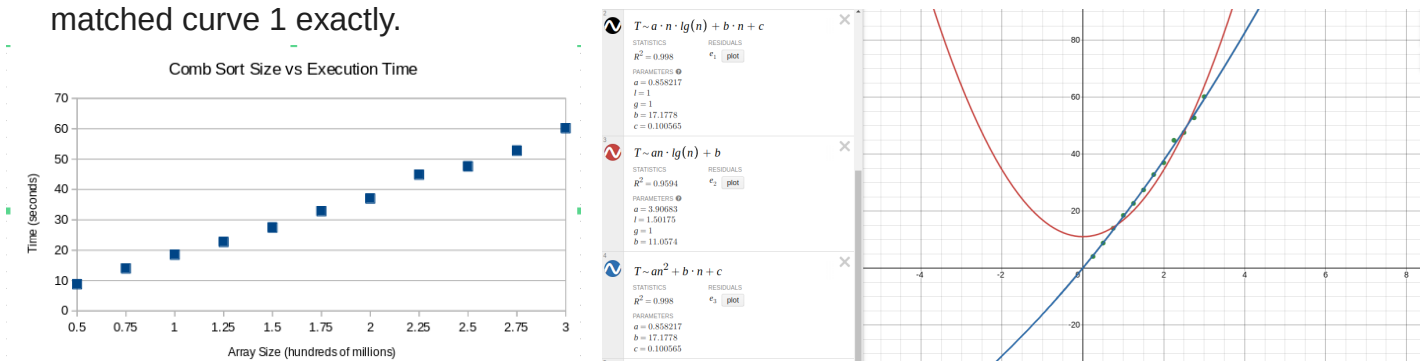 matched curve 1 exactly.
Comb Sort Size vs Execution Time
70
60
50
40
30
20
10
0
0.5 0.75 1 1.25 1.5 1.75 2 2.25 2.5 2.75 3
Time (seconds)
Array Size (hundreds of millions)
2
T ~ a · n · lg(n) + b · n + c
STATISTICS RESIDUALS
R² = 0.998 e₁ plot
PARAMETERS ?
a = 0.858217
l = 1
g = 1
b = 17.1778
c = 0.100565
3
T ~ an · lg(n) + b
STATISTICS RESIDUALS
R² = 0.9594 e₂ plot
PARAMETERS ?
a = 3.90683
l = 1.50175
g = 1
b = 11.0574
4
T ~ an² + b · n + c
STATISTICS RESIDUALS
R² = 0.998 e₃ plot
PARAMETERS
a = 0.858217
b = 17.1778
c = 0.100565
80
60
40
20
-4 -2 0 2 4 6 8
-20